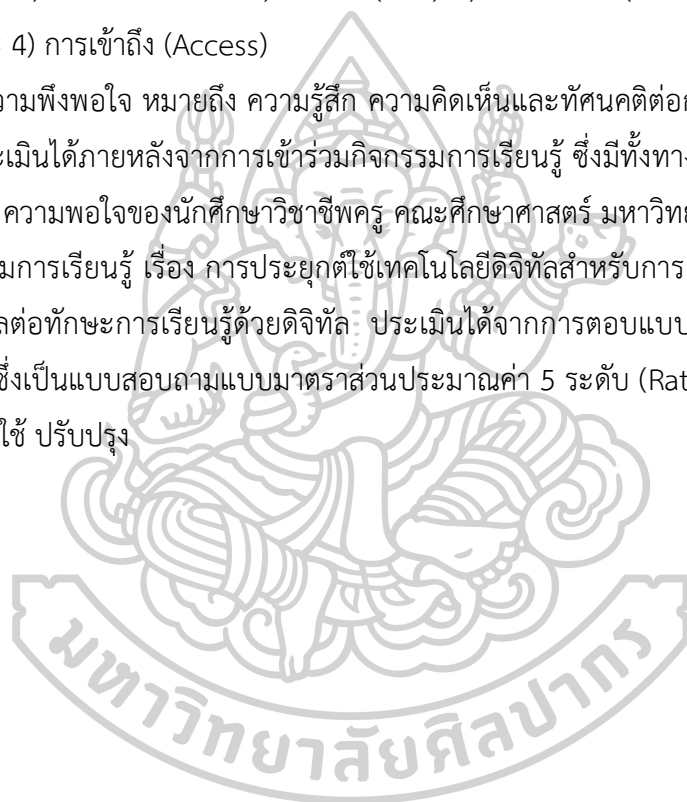 4) การเข้าถึง (Access)
วามพึงพอใจ หมายถึง ความรู้สึก ความคิดเห็นและทัศนคติต่อ
ะเมินได้ภายหลังจากการเข้าร่วมกิจกรรมการเรียนรู้ ซึ่งมีทั้งทาง
ความพอใจของนักศึกษาวิชาชีพครู คณะศึกษาศาสตร์ มหาวิทย
มการเรียนรู้ เรื่อง การประยุกต์ใช้เทคโนโลยีดิจิทัลสำหรับการ
ลต่อทักษะการเรียนรู้ด้วยดิจิทัล ประเมินได้จากการตอบแบบ
ซึ่งเป็นแบบสอบถามแบบมาตราส่วนประมาณค่า 5 ระดับ (Rat
ใช้ ปรับปรุง
มหาวิทยาลัยศิลปากร